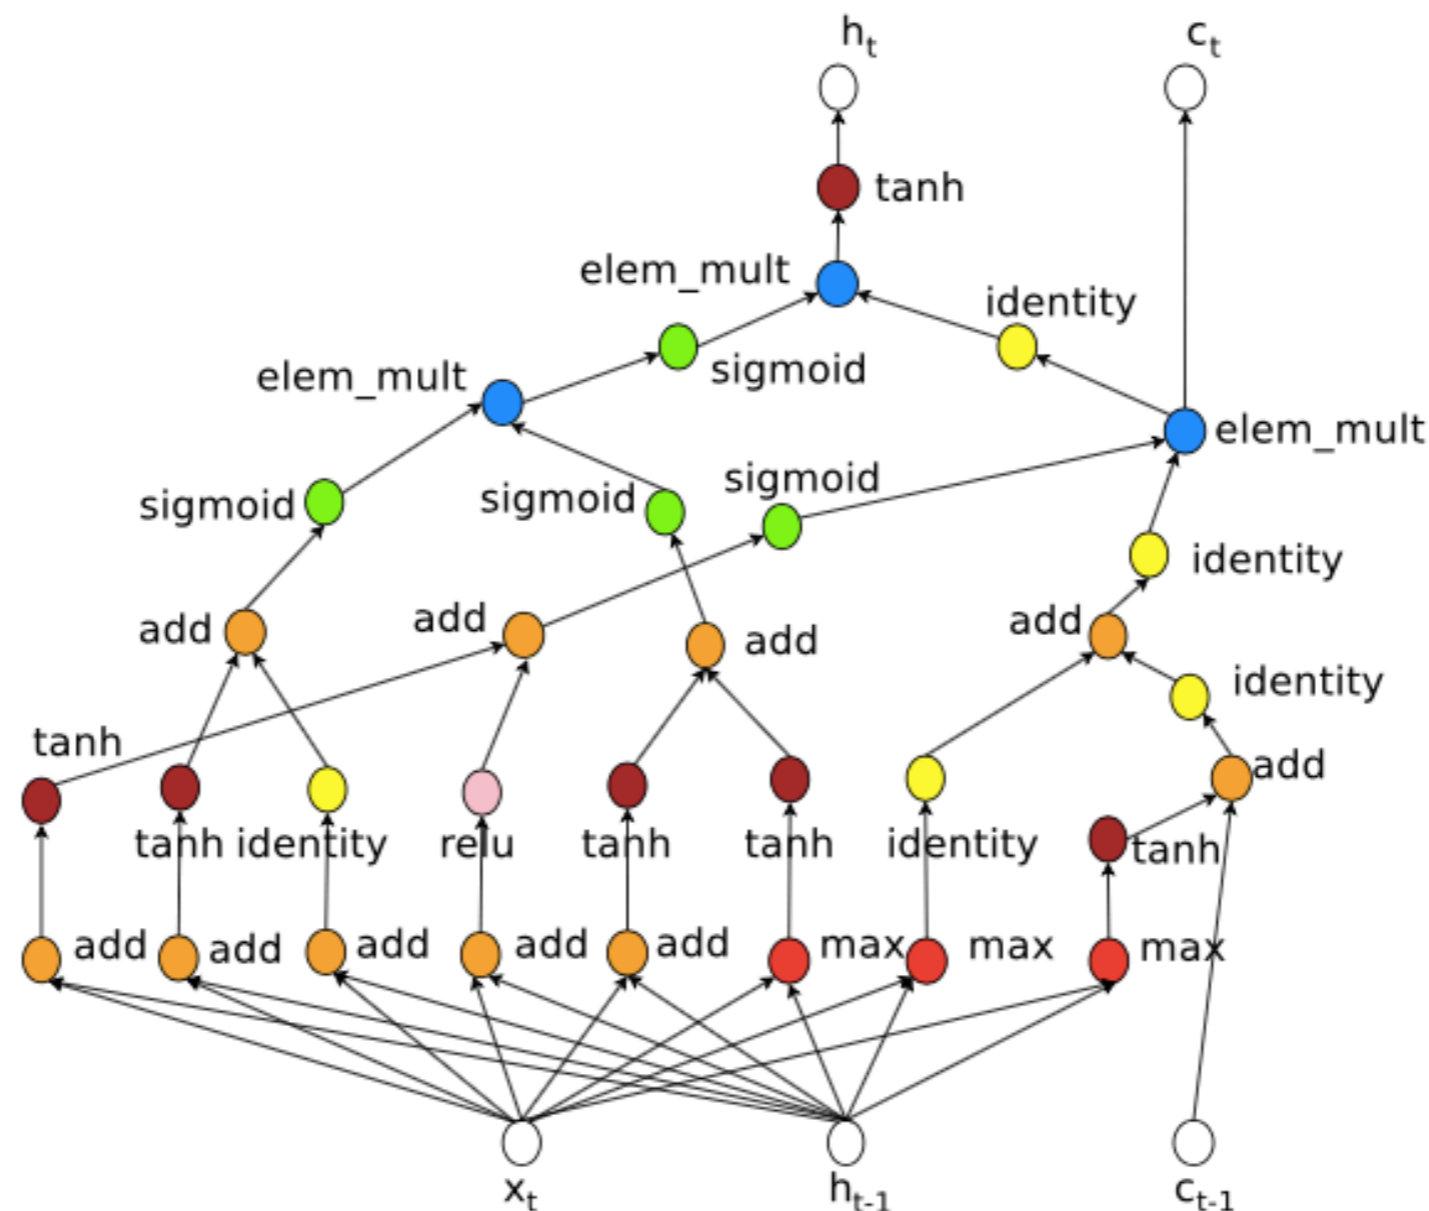 h_t c_t
tanh
elem_mult
identity
sigmoid
elem_mult
elem_mult
sigmoid
sigmoid sigmoid
identity
add add add add
identity
tanh
add
tanh identity relu tanh tanh identity tanh
add add add add add max max max
x_t h_t-1 c_t-1